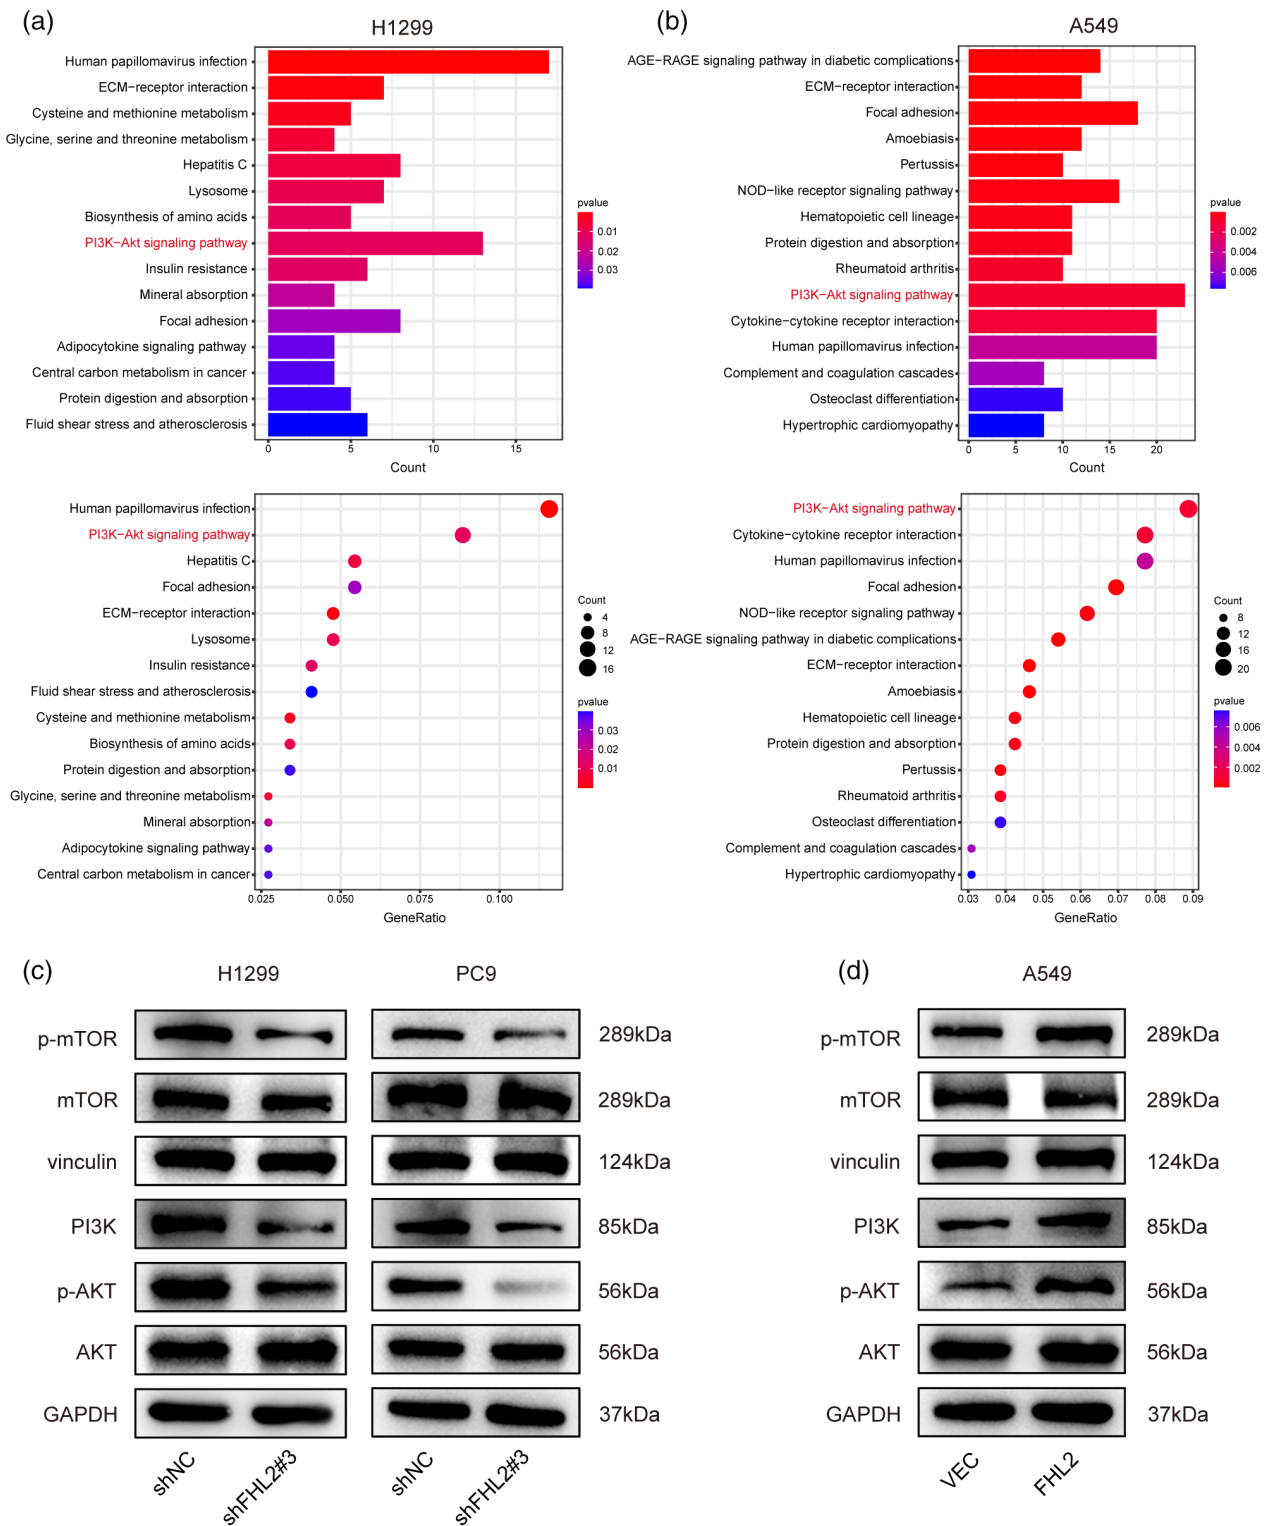 (a)
H1299
Human papillomavirus infection
ECM−receptor interaction
Cysteine and methionine metabolism
Glycine, serine and threonine metabolism
Hepatitis C
Lysosome
Biosynthesis of amino acids
PI3K−Akt signaling pathway
Insulin resistance
Mineral absorption
Focal adhesion
Adipocytokine signaling pathway
Central carbon metabolism in cancer
Protein digestion and absorption
Fluid shear stress and atherosclerosis
0 5 10 15
Count
pvalue
0.01
0.02
0.03
(b)
A549
AGE−RAGE signaling pathway in diabetic complications
ECM−receptor interaction
Focal adhesion
Amoebiasis
Pertussis
NOD−like receptor signaling pathway
Hematopoietic cell lineage
Protein digestion and absorption
Rheumatoid arthritis
PI3K−Akt signaling pathway
Cytokine−cytokine receptor interaction
Human papillomavirus infection
Complement and coagulation cascades
Osteoclast differentiation
Hypertrophic cardiomyopathy
0 5 10 15 20
Count
pvalue
0.002
0.004
0.006
Human papillomavirus infection
PI3K−Akt signaling pathway
Hepatitis C
Focal adhesion
ECM−receptor interaction
Lysosome
Insulin resistance
Fluid shear stress and atherosclerosis
Cysteine and methionine metabolism
Biosynthesis of amino acids
Protein digestion and absorption
Glycine, serine and threonine metabolism
Mineral absorption
Adipocytokine signaling pathway
Central carbon metabolism in cancer
0.025 0.050 0.075 0.100
GeneRatio
Count
4
8
12
16
pvalue
0.03
0.02
0.01
PI3K−Akt signaling pathway
Cytokine−cytokine receptor interaction
Human papillomavirus infection
Focal adhesion
NOD−like receptor signaling pathway
AGE−RAGE signaling pathway in diabetic complications
ECM−receptor interaction
Amoebiasis
Hematopoietic cell lineage
Protein digestion and absorption
Pertussis
Rheumatoid arthritis
Osteoclast differentiation
Complement and coagulation cascades
Hypertrophic cardiomyopathy
0.03 0.04 0.05 0.06 0.07 0.08 0.09
GeneRatio
Count
8
12
16
20
pvalue
0.006
0.004
0.002
(c)
H1299 PC9
p-mTOR 289kDa
mTOR 289kDa
vinculin 124kDa
PI3K 85kDa
p-AKT 56kDa
AKT 56kDa
GAPDH 37kDa
shNC shFHL2#3 shNC shFHL2#3
(d)
A549
p-mTOR 289kDa
mTOR 289kDa
vinculin 124kDa
PI3K 85kDa
p-AKT 56kDa
AKT 56kDa
GAPDH 37kDa
VEC FHL2